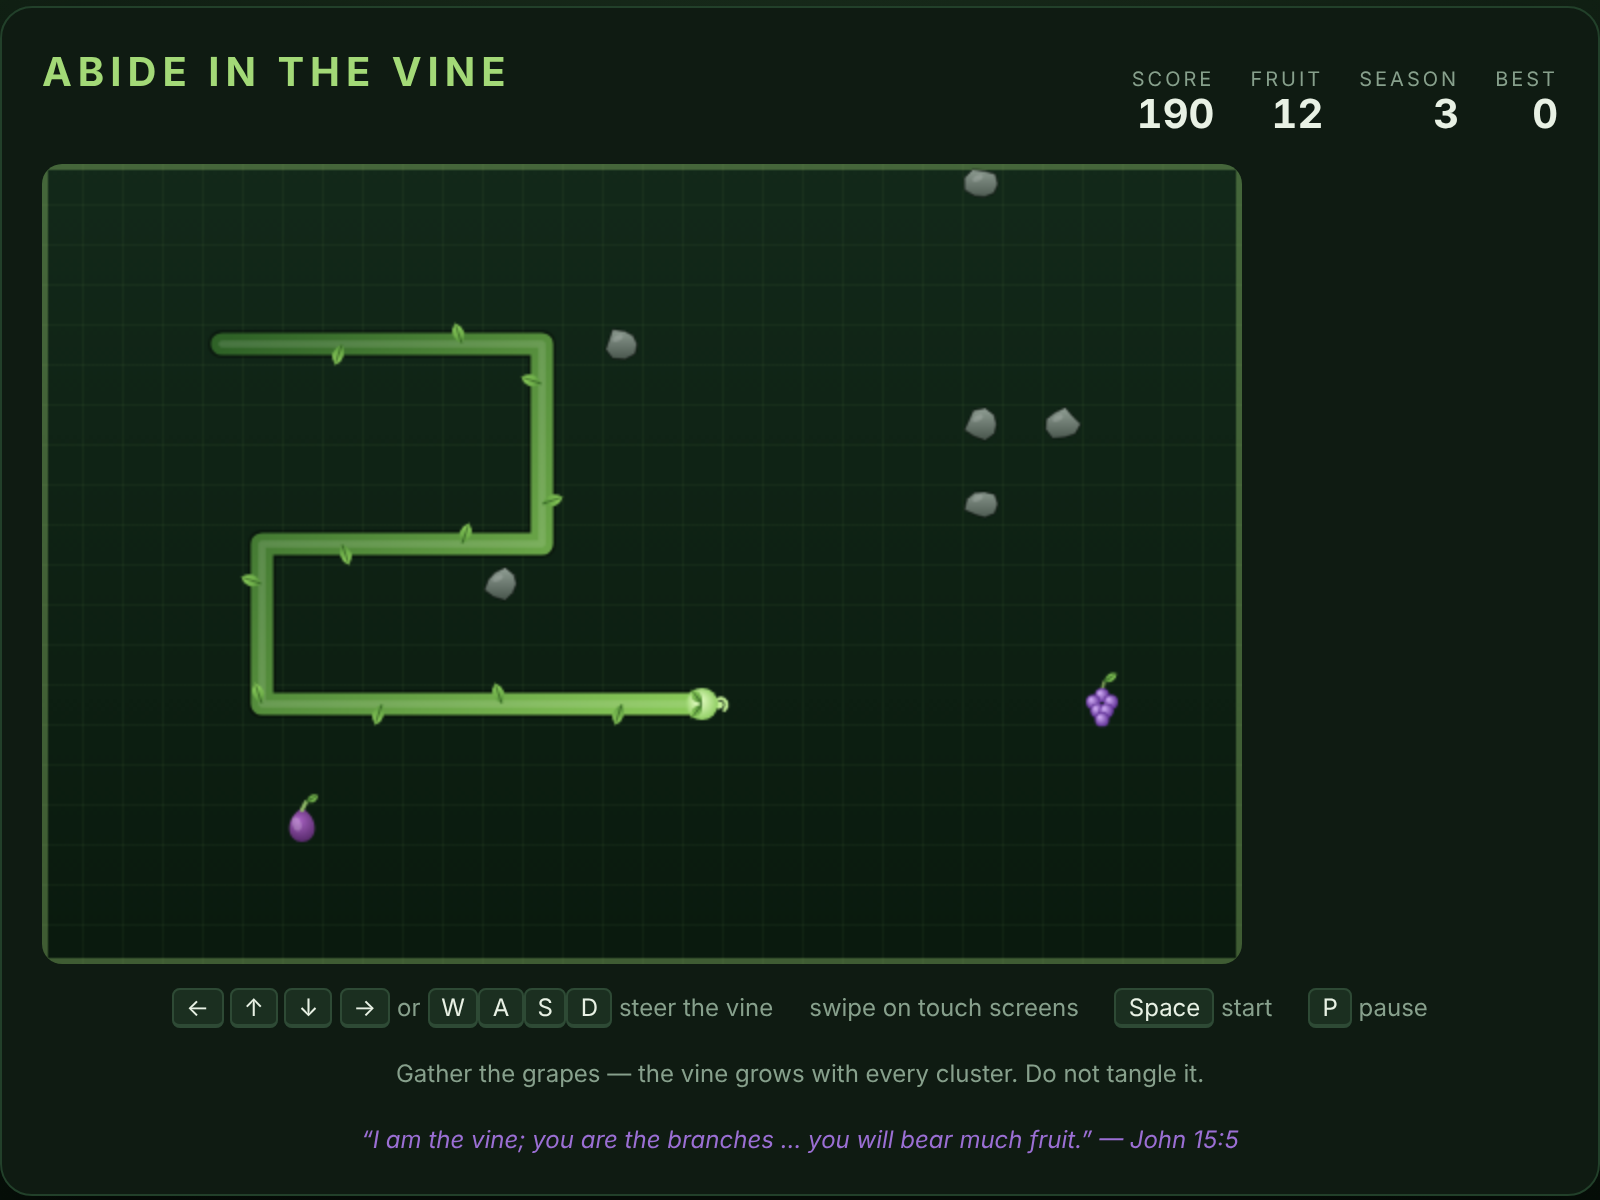 ABIDE IN THE VINE
SCORE FRUIT SEASON BEST
190 12 3 0
← ↑ ↓ → or W A S D steer the vine swipe on touch screens Space start P pause
Gather the grapes — the vine grows with every cluster. Do not tangle it.
“I am the vine; you are the branches … you will bear much fruit.” — John 15:5